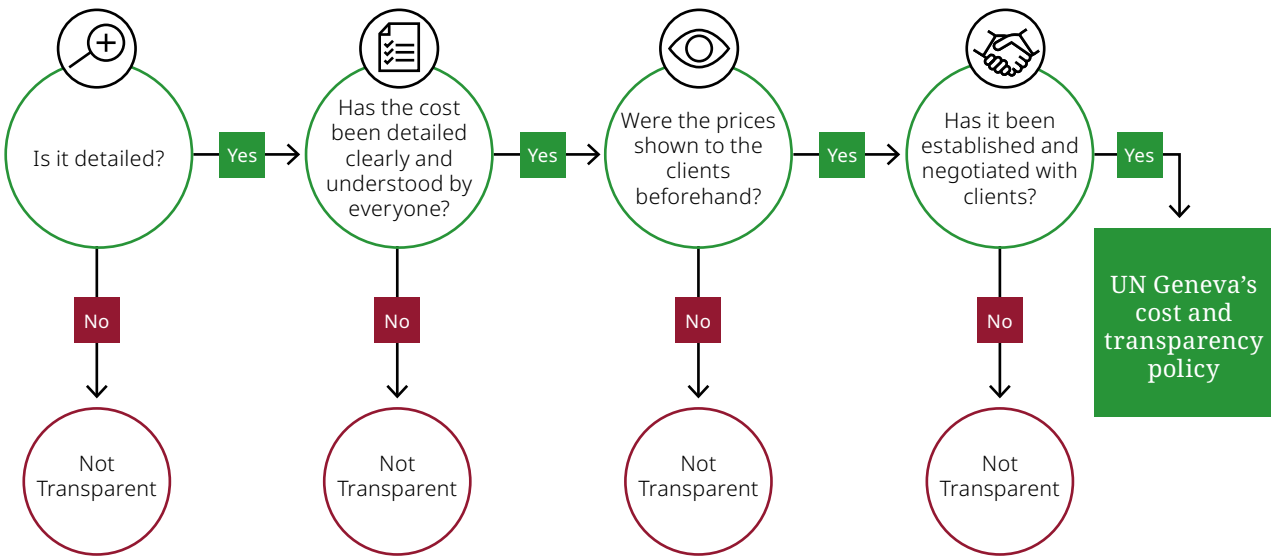 Is it detailed?
Yes
Has the cost
been detailed
clearly and
understood by
everyone?
Yes
Were the prices
shown to the
clients
beforehand?
Yes
Has it been
established and
negotiated with
clients?
Yes
UN Geneva’s
cost and
transparency
policy
No
No
No
No
Not
Transparent
Not
Transparent
Not
Transparent
Not
Transparent